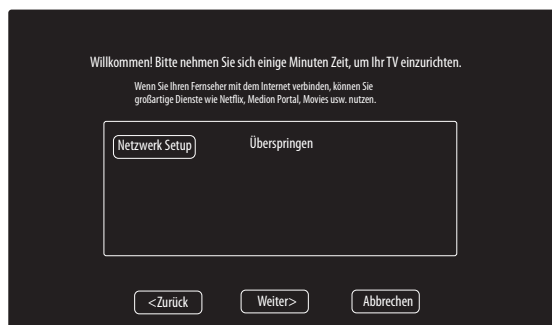 Willkommen! Bitte nehmen Sie sich einige Minuten Zeit, um Ihr TV einzurichten.
Wenn Sie Ihren Fernseher mit dem Internet verbinden, können Sie
großartige Dienste wie Netflix, Medion Portal, Movies usw. nutzen.
Netzwerk Setup Überspringen
<Zurück Weiter> Abbrechen